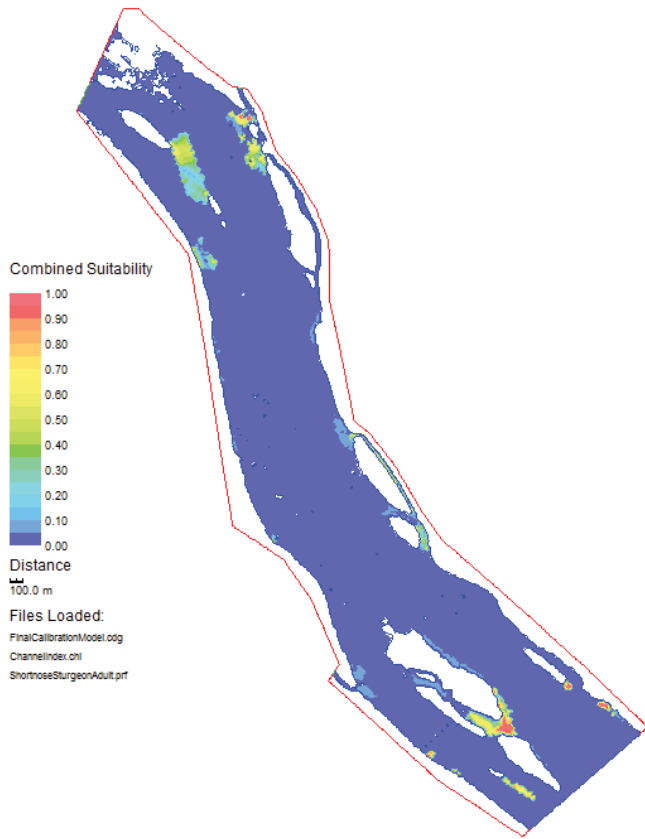 Combined Suitability
1.00
0.90
0.80
0.70
0.60
0.50
0.40
0.30
0.20
0.10
0.00
Distance
100.0 m
Files Loaded:
FinalCalibrationModel.cdg
ChannelIndex.chi
ShortnoseSturgeonAdult.prf